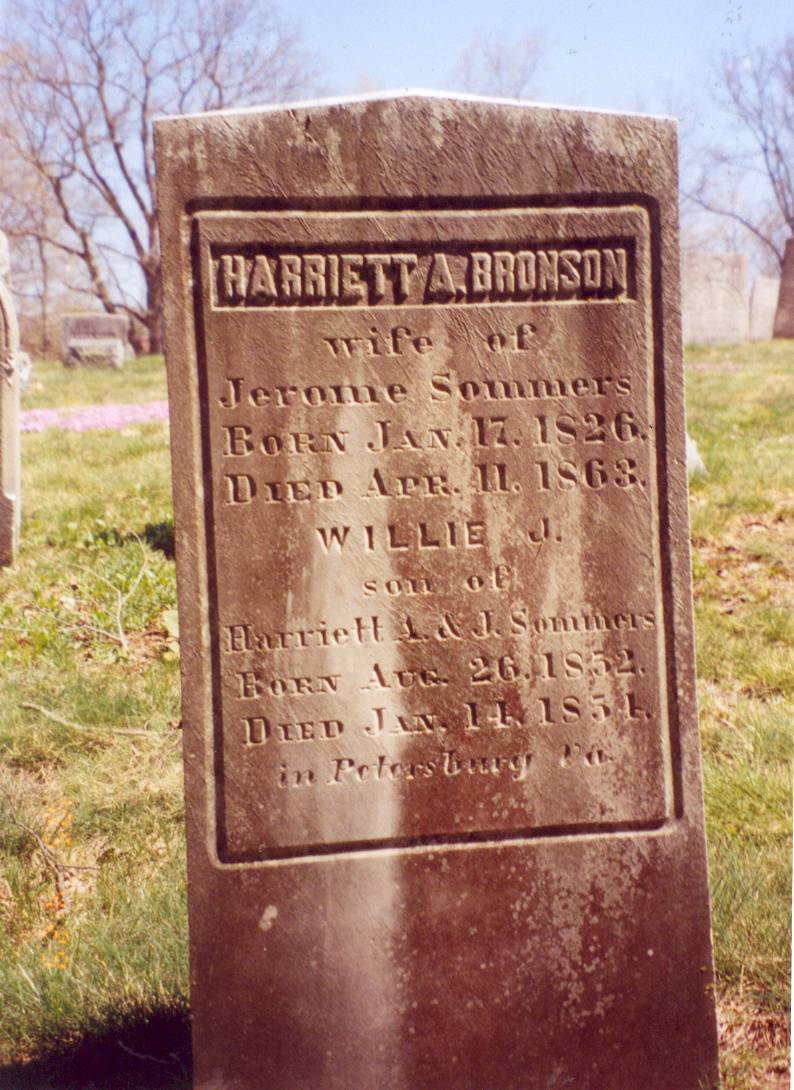 HARRIETT A. BRONSON
wife of
Jerome Sommers
BORN JAN. 17. 1826.
DIED APR. 11. 1863.
WILLIE J.
son of
Harriett A. & J. Sommers
BORN AUG. 26. 1852.
DIED JAN. 14. 1854.
in Petersburg Va.